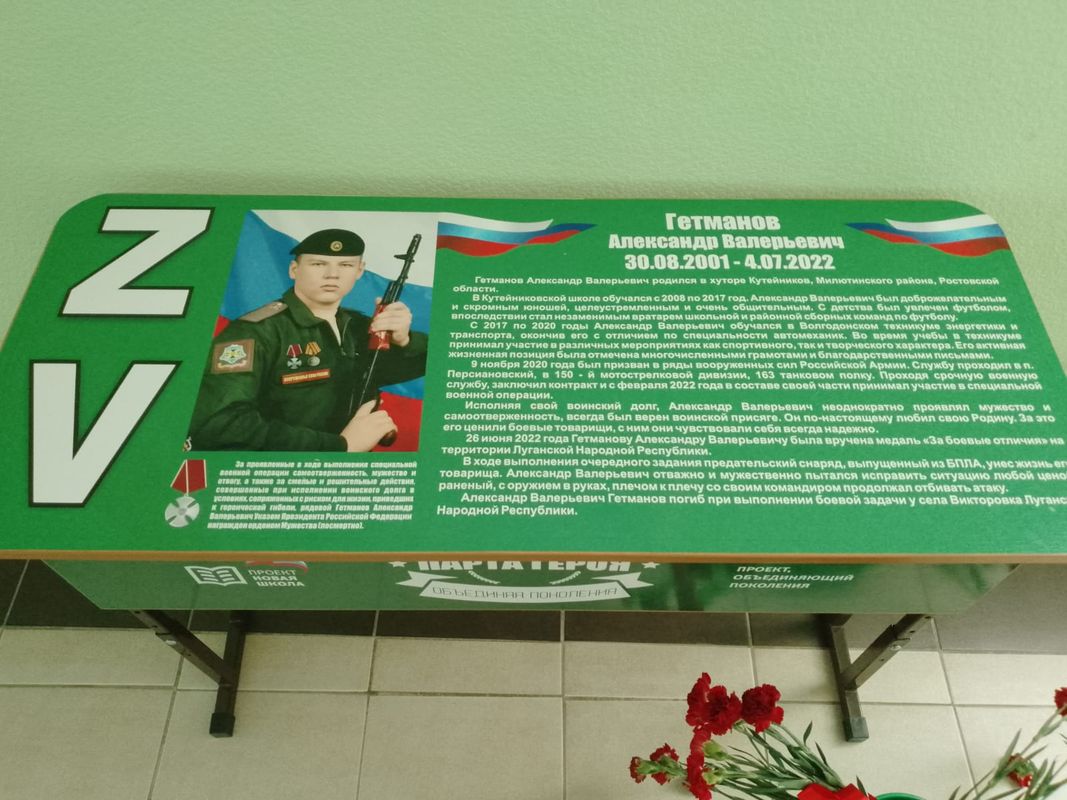 Z
V
Гетманов
Александр Валерьевич
30.08.2001 - 4.07.2022
Гетманов Александр Валерьевич родился в хуторе Кутейников, Милютинского района, Ростовской
области.
В Кутейниковской школе обучался с 2008 по 2017 год. Александр Валерьевич был доброжелательным
и скромным юношей, целеустремленным и очень общительным. С детства был увлечен футболом,
впоследствии стал незаменимым вратарем школьной и районной сборных команд по футболу.
С 2017 по 2020 годы Александр Валерьевич обучался в Волгодонском техникуме энергетики и
транспорта, окончив его с отличием по специальности автомеханик. Во время учебы в техникуме
принимал участие в различных мероприятиях как спортивного, так и творческого характера. Его активная
жизненная позиция была отмечена многочисленными грамотами и благодарственными письмами.
9 ноября 2020 года был призван в ряды вооруженных сил Российской Армии. Службу проходил в п.
Персиановский, в 150 - й мотострелковой дивизии, 163 танковом полку. Проходя срочную военную
службу, заключил контракт и с февраля 2022 года в составе своей части принимал участие в специальной
военной операции.
Исполняя свой воинский долг, Александр Валерьевич неоднократно проявлял мужество и
самоотверженность, всегда был верен воинской присяге. Он по-настоящему любил свою Родину. За это
его ценили боевые товарищи, с ним они чувствовали себя всегда надежно.
26 июня 2022 года Гетманову Александру Валерьевичу была вручена медаль «За боевые отличия» на
территории Луганской Народной Республики.
В ходе выполнения очередного задания предательский снаряд, выпущенный из БПЛА, унес жизнь его
товарища. Александр Валерьевич отважно и мужественно пытался исправить ситуацию любой ценой
раненый, с оружием в руках, плечом к плечу со своим командиром продолжал отбивать атаку.
Александр Валерьевич Гетманов погиб при выполнении боевой задачи у села Викторовка Луганс
Народной Республики.
За проявленные в ходе выполнения специальной
военной операции самоотверженность, мужество и
отвагу, а также за смелые и решительные действия,
совершенные при исполнении воинского долга в
условиях, сопряженных с риском для жизни, приведших
к героической гибели, рядовой Гетманов Александр
Валерьевич Указом Президента Российской Федерации
награжден орденом Мужества (посмертно).
ВООРУЖЕННЫЕ СИЛЫ РОССИИ
ПРОЕКТ
НОВАЯ
ШКОЛА
ПАРТА ГЕРОЯ
ОБЪЕДИНЯЯ ПОКОЛЕНИЯ
ПРОЕКТ,
ОБЪЕДИНЯЮЩИЙ
ПОКОЛЕНИЯ